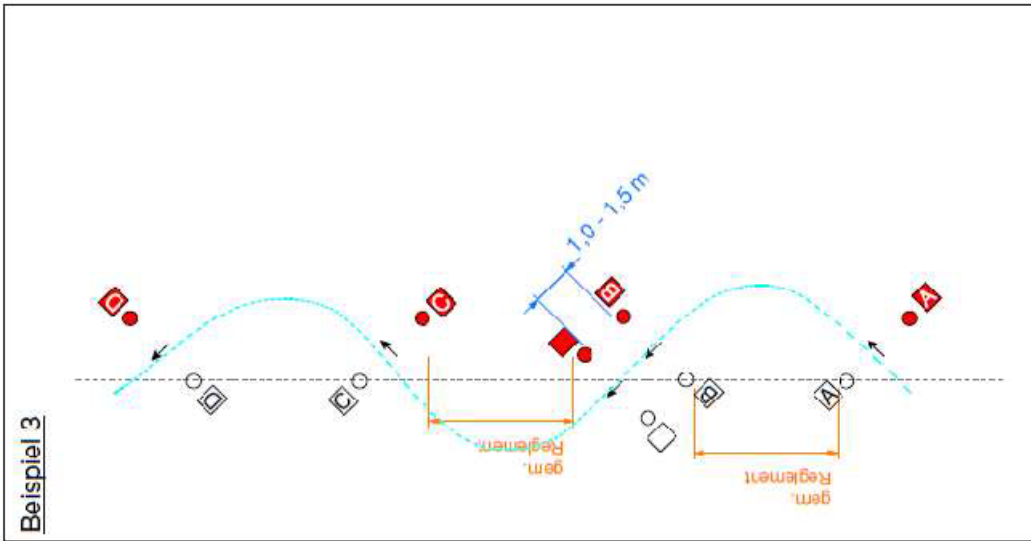 Beispiel 3
D
C
B
A
1,0 - 1,5 m
D
C
B
A
gem.
Reglement
gem.
Reglement